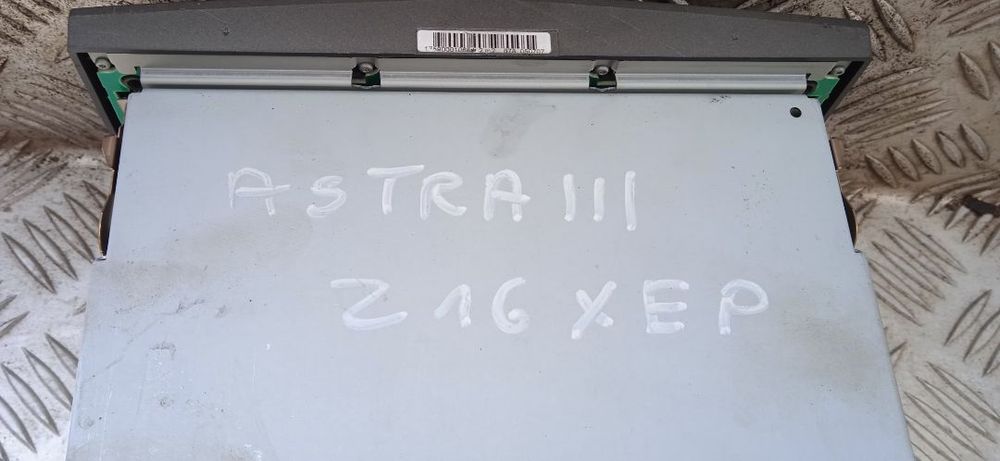 ASTRA III
Z16XEP